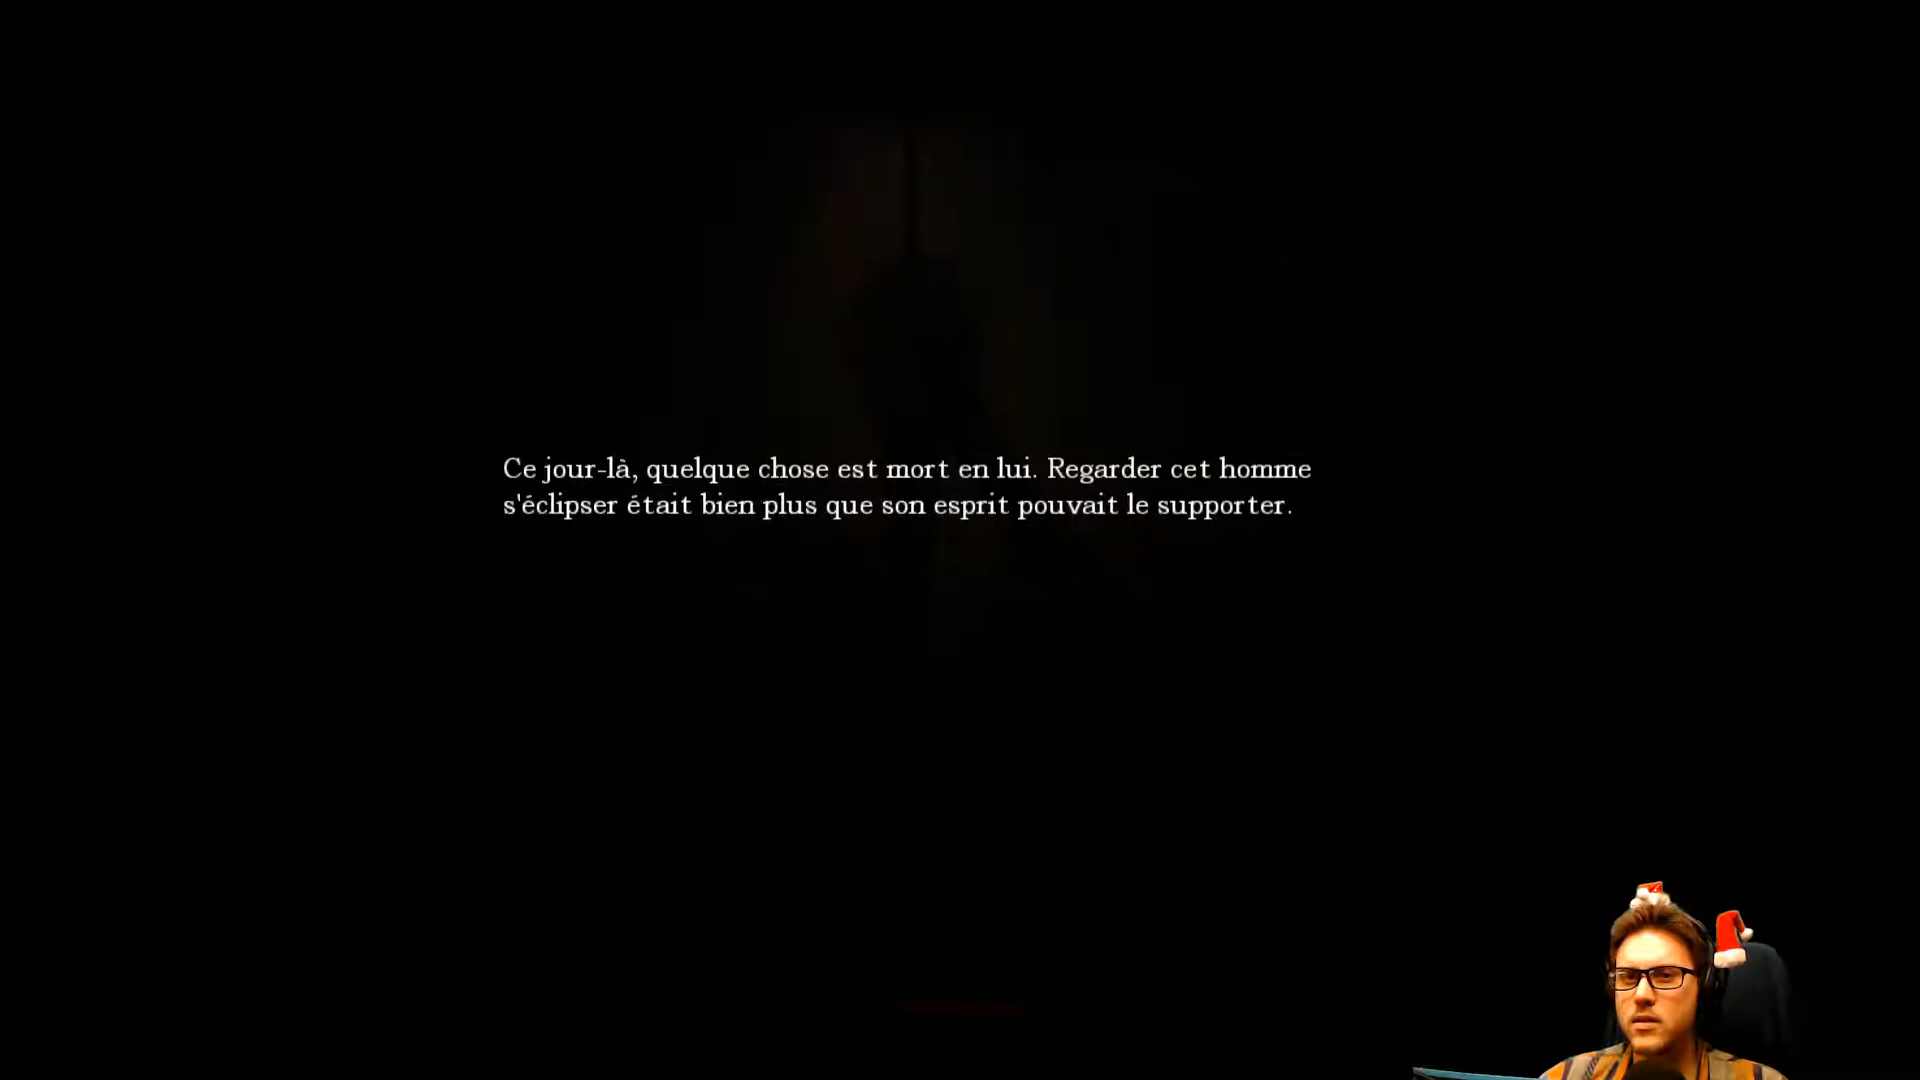 Ce jour-là, quelque chose est mort en lui. Regarder cet homme
s'éclipser était bien plus que son esprit pouvait le supporter.